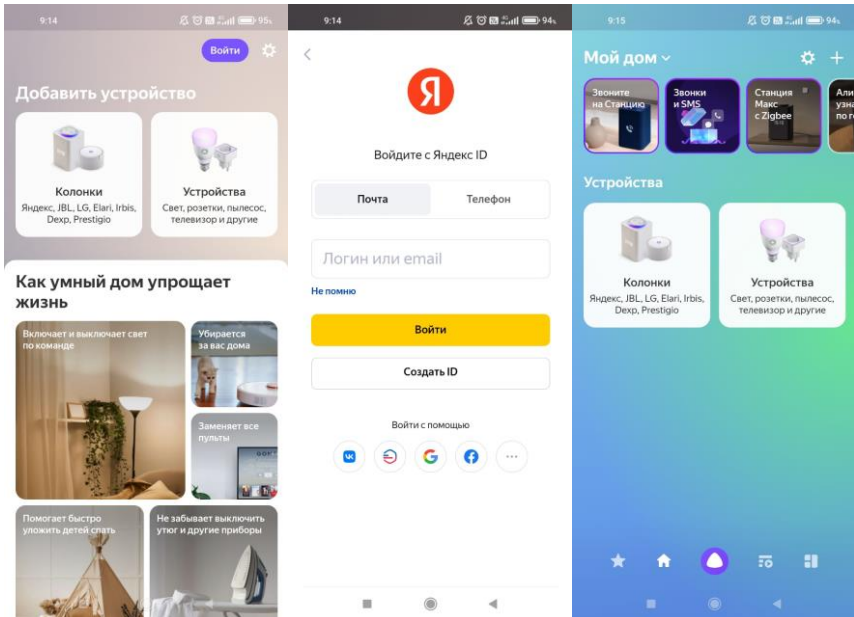 9:14
95%
Войти
Добавить устройство
Колонки
Яндекс, JBL, LG, Elari, Irbis,
Dexp, Prestigio
Устройства
Свет, розетки, пылесос,
телевизор и другие
Как умный дом упрощает
жизнь
Включает и выключает свет
по команде
Убирается
за вас дома
Заменяет все
пульты
Помогает быстро
уложить детей спать
Не забывает выключить
утюг и другие приборы
9:14
94%
Я
Войдите с Яндекс ID
Почта
Телефон
Логин или email
Не помню
Войти
Создать ID
Войти с помощью
9:15
94%
Мой дом
Звоните
на Станцию
Звонки
и SMS
Станция
Макс
с Zigbee
Али
узна
по г
Устройства
Колонки
Яндекс, JBL, LG, Elari, Irbis,
Dexp, Prestigio
Устройства
Свет, розетки, пылесос,
телевизор и другие